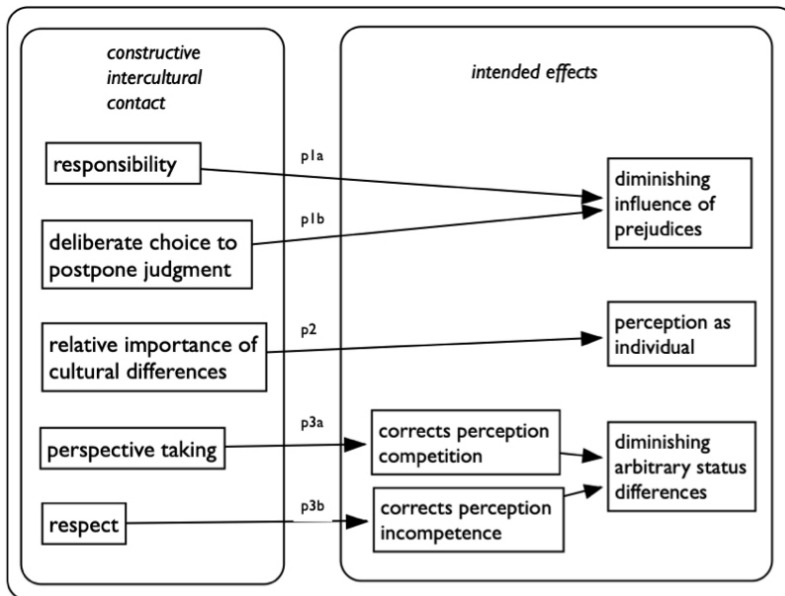 constructive
intercultural
contact
intended effects
responsibility
p1a
diminishing
influence of
prejudices
deliberate choice to
postpone judgment
p1b
relative importance of
cultural differences
p2
perception as
individual
perspective taking
p3a
corrects perception
competition
diminishing
arbitrary status
differences
respect
p3b
corrects perception
incompetence